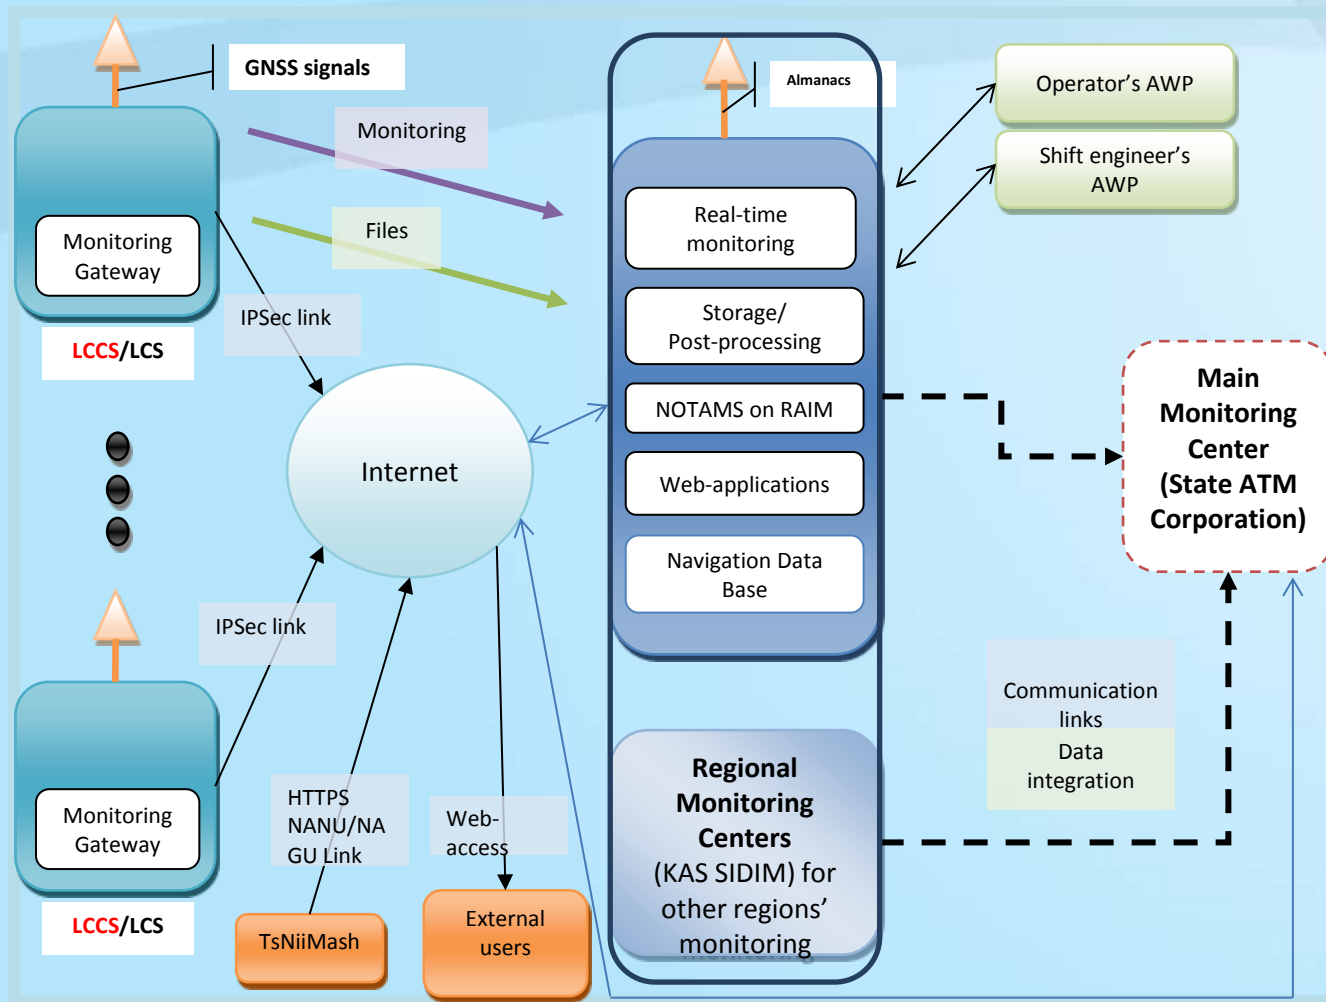 GNSS signals
Monitoring
Files
Monitoring
Gateway
IPSec link
LCCS/LCS
Internet
IPSec link
Monitoring
Gateway
LCCS/LCS
HTTPS
NANU/NA
GU Link
Web-
access
TsNiiMash
External
users
Almanacs
Real-time
monitoring
Storage/
Post-processing
NOTAMS on RAIM
Web-applications
Navigation Data
Base
Regional
Monitoring
Centers
(KAS SIDIM) for
other regions’
monitoring
Operator’s AWP
Shift engineer’s
AWP
Main
Monitoring
Center
(State ATM
Corporation)
Communication
links
Data
integration